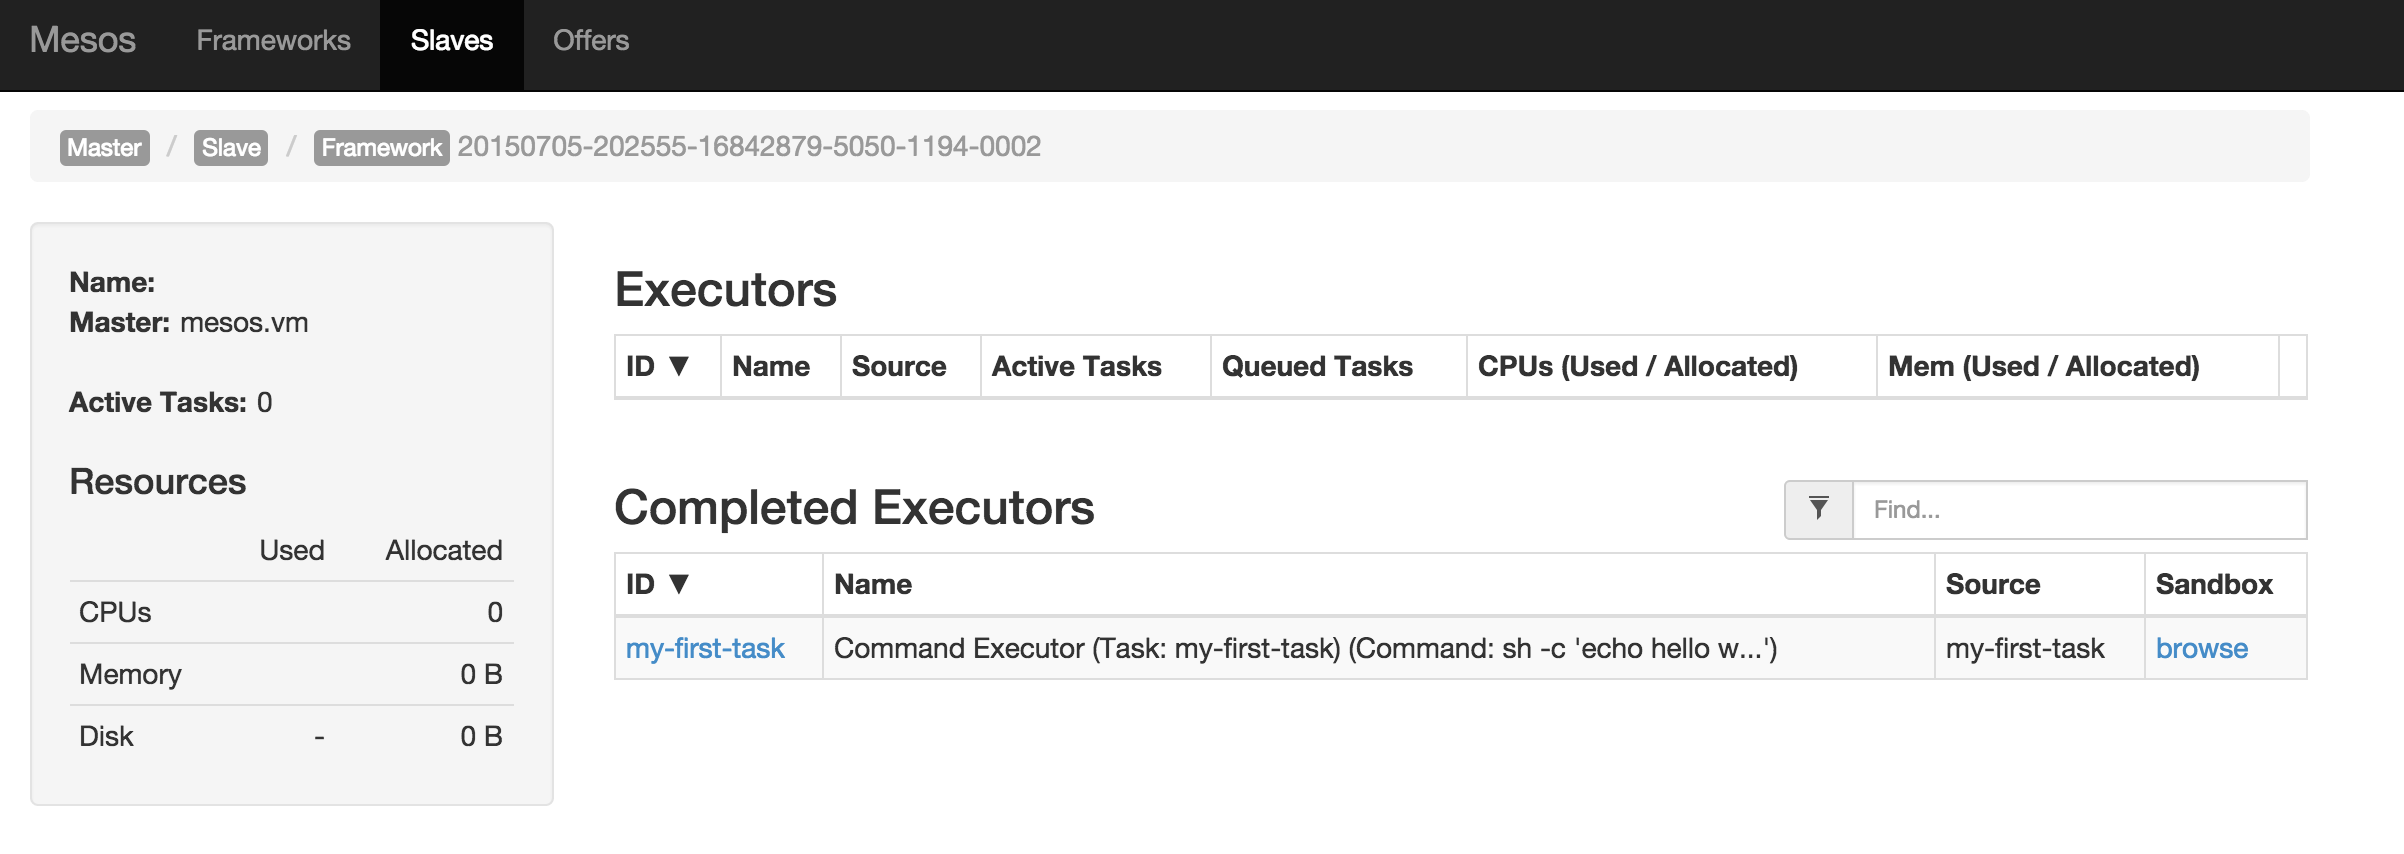 Mesos Frameworks Slaves Offers
Master / Slave / Framework 20150705-202555-16842879-5050-1194-0002
Name:
Master: mesos.vm
Active Tasks: 0
Resources
Used Allocated
CPUs 0
Memory 0 B
Disk - 0 B
Executors
ID ▼ Name Source Active Tasks Queued Tasks CPUs (Used / Allocated) Mem (Used / Allocated)
Completed Executors
Find...
ID ▼ Name Source Sandbox
my-first-task Command Executor (Task: my-first-task) (Command: sh -c 'echo hello w...') my-first-task browse